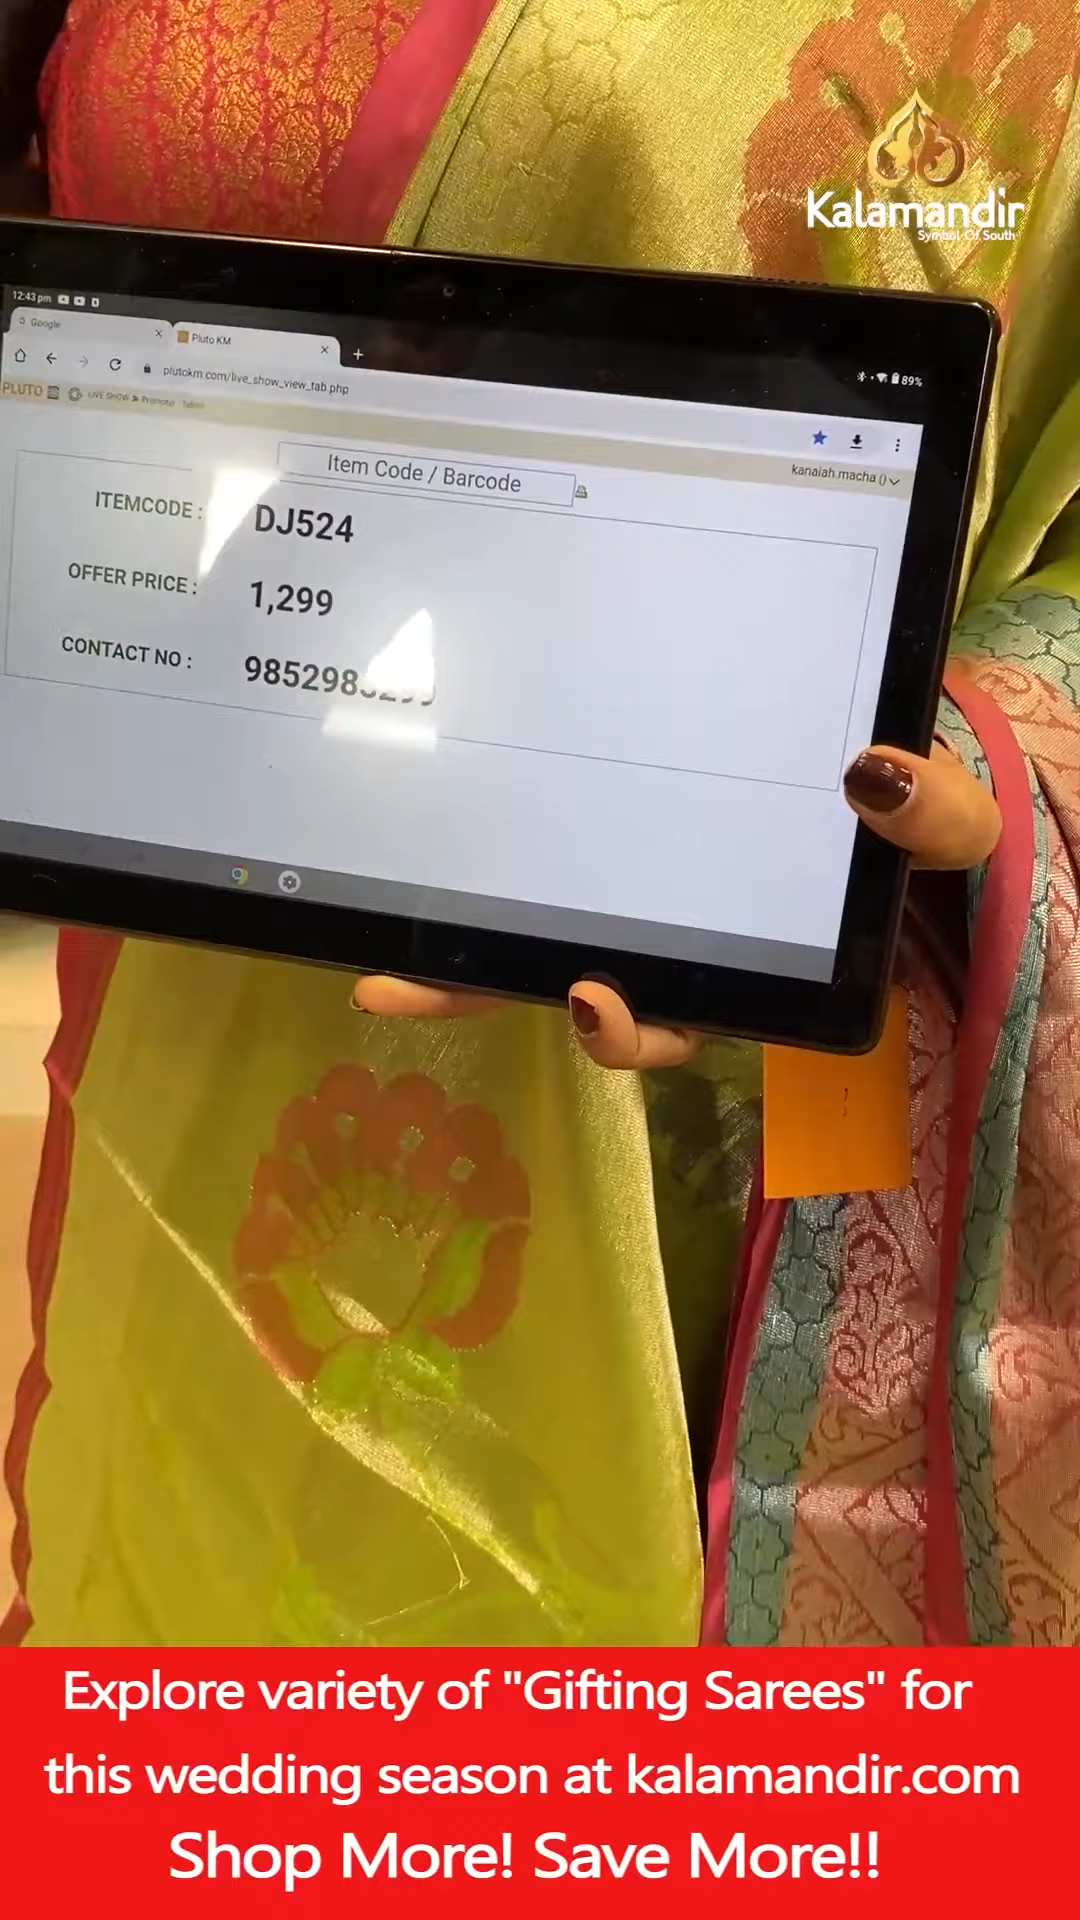 Kalamandir
Symbol Of South
12:43 pm
89%
Google
Pluto KM
plutokm.com/live_show_view_tab.php
PLUTO
LIVE SHOW
kanaiah.macha ()
Item Code / Barcode
ITEMCODE :
DJ524
OFFER PRICE :
1,299
CONTACT NO :
Explore variety of "Gifting Sarees" for
this wedding season at kalamandir.com
Shop More! Save More!!